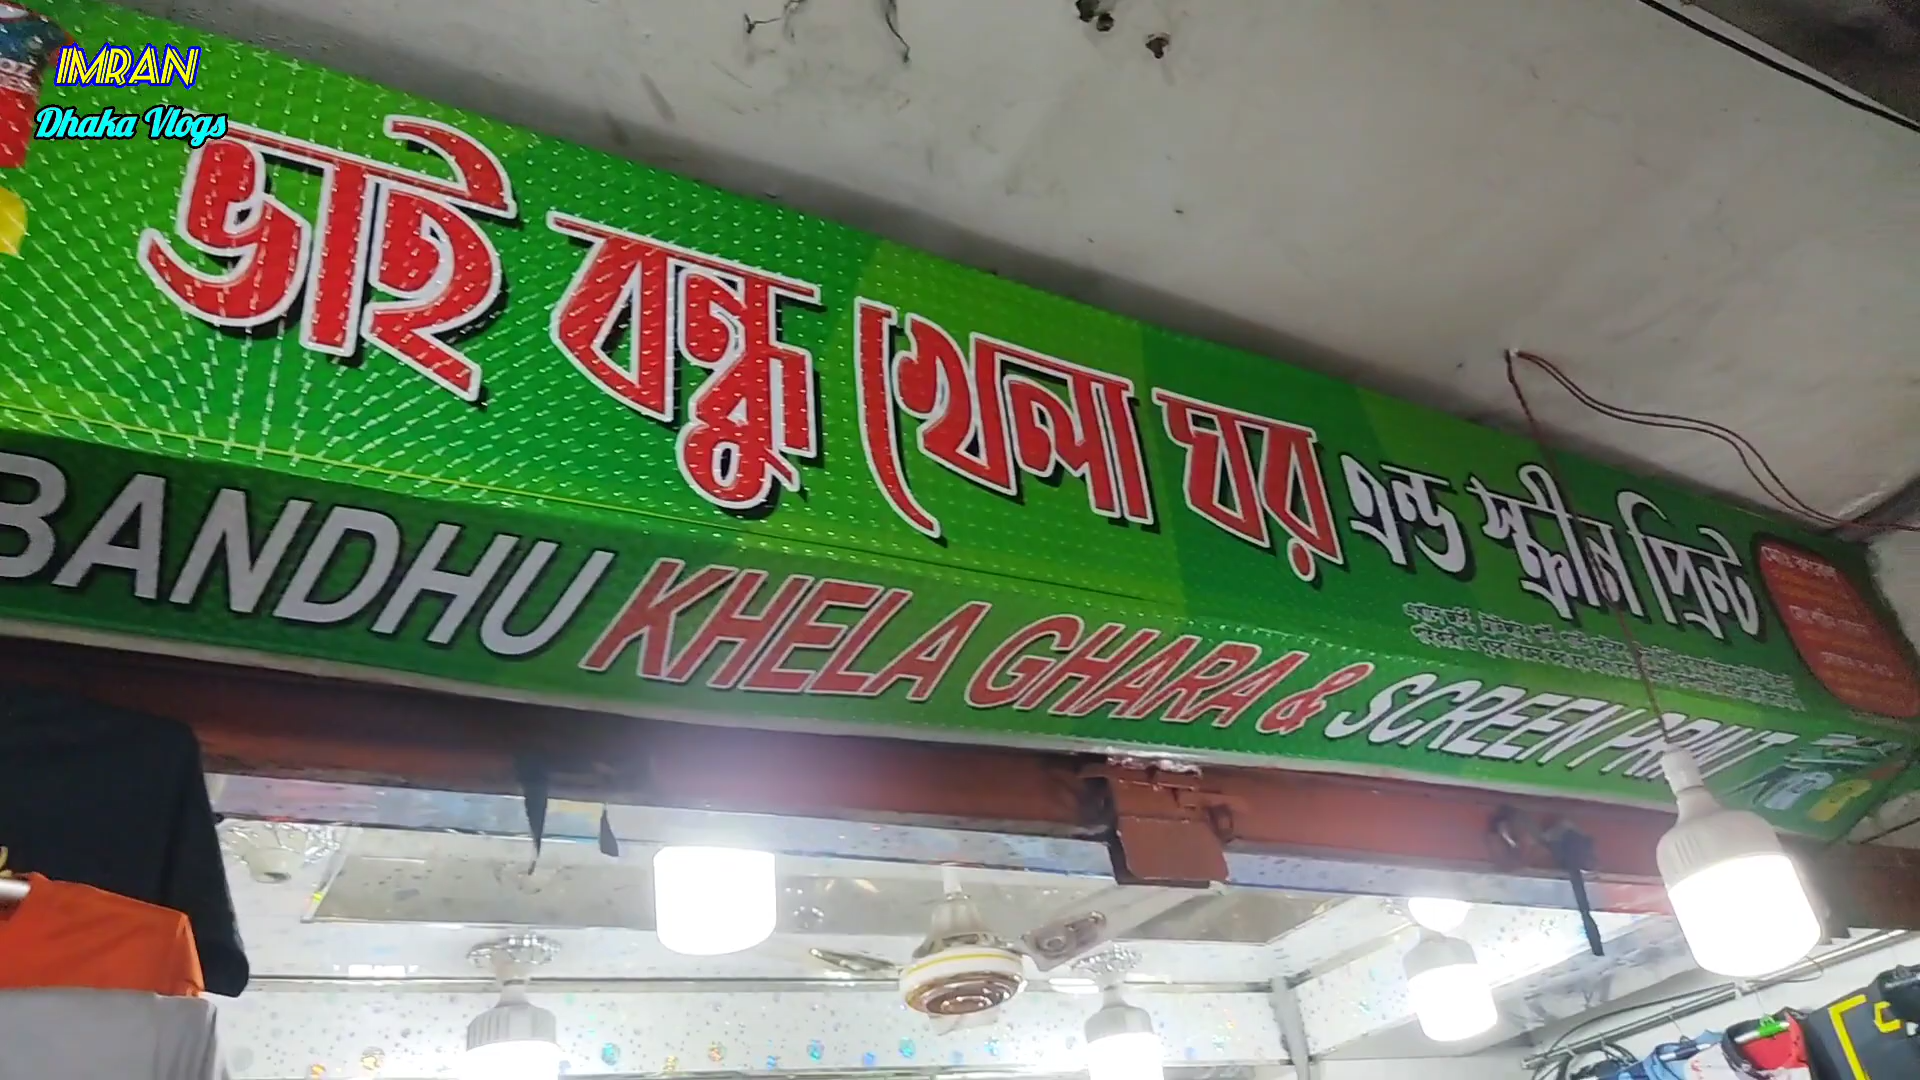 IMRAN
Dhaka Vlogs
ভাই বন্ধু খেলা ঘর এন্ড স্ক্রীন প্রিন্ট
BANDHU KHELA GHARA & SCREEN PRINT